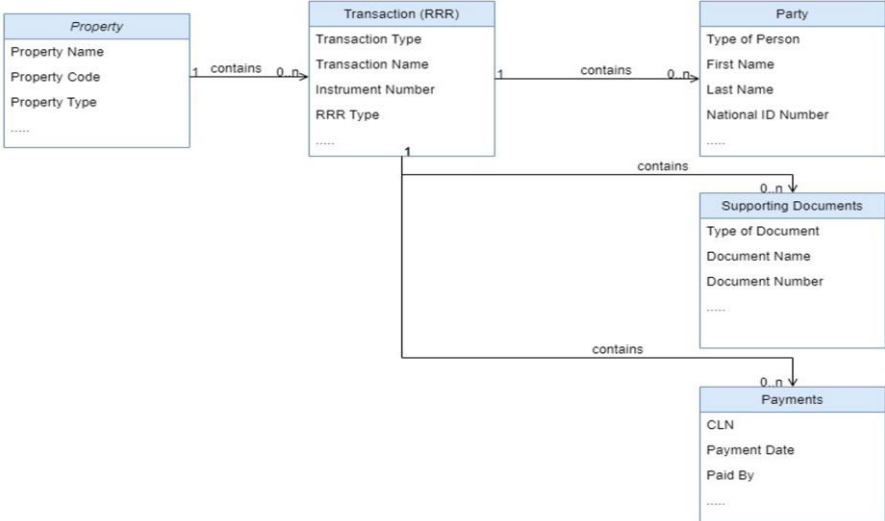 Property
Property Name
Property Code
Property Type
.....
1 contains 0..n
Transaction (RRR)
Transaction Type
Transaction Name
Instrument Number
RRR Type
.....
1 contains 0..n
Party
Type of Person
First Name
Last Name
National ID Number
.....
1
contains
0..n
Supporting Documents
Type of Document
Document Name
Document Number
.....
contains
0..n
Payments
CLN
Payment Date
Paid By
.....